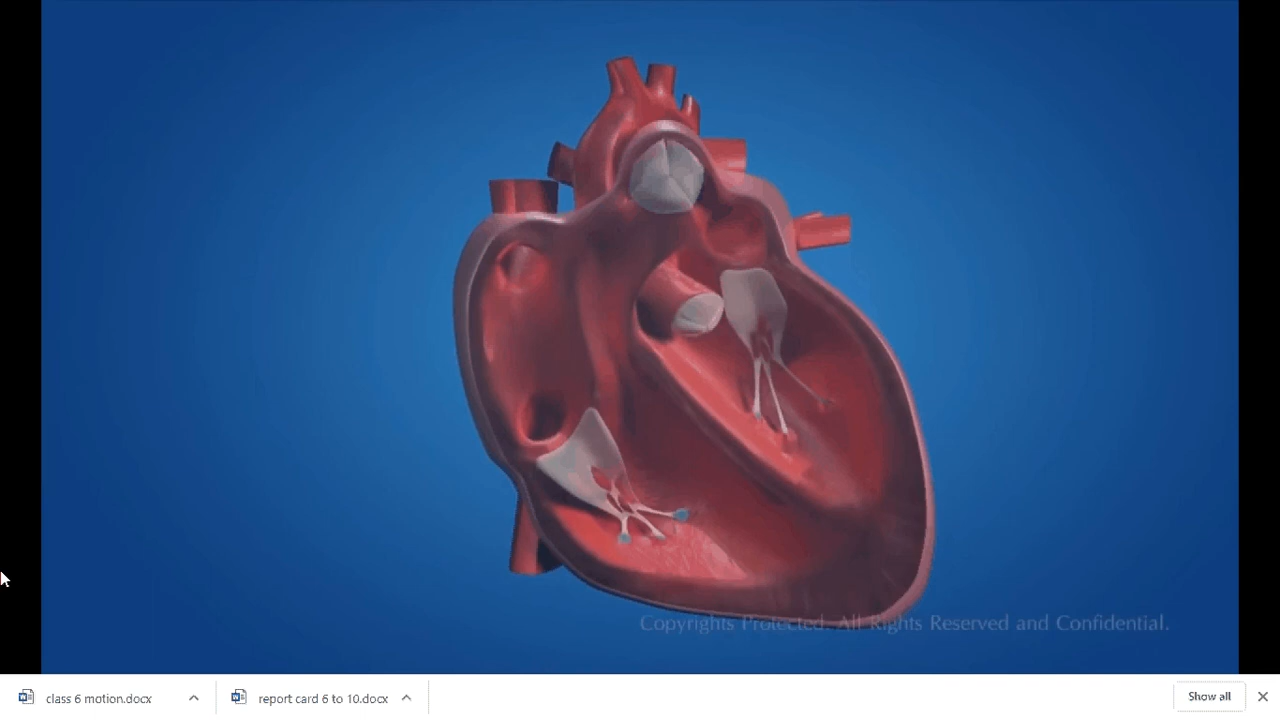 Copyrights Protected. All Rights Reserved and Confidential.
class 6 motion.docx
report card 6 to 10.docx
Show all